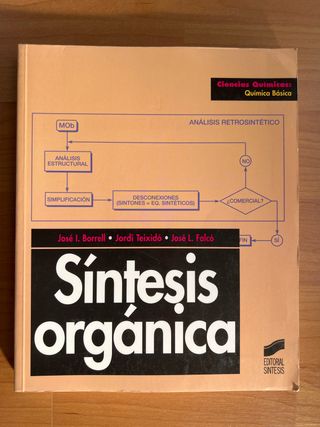 Ciencias Químicas:
Química Básica
ANÁLISIS RETROSINTÉTICO
MOb
NO
ANÁLISIS
ESTRUCTURAL
SIMPLIFICACIÓN
DESCONEXIONES
(SINTONES = EQ. SINTÉTICOS)
¿COMERCIAL?
FIN
SÍ
José I. Borrell • Jordi Teixidó • José L. Falcó
Síntesis
orgánica
EDITORIAL
SINTESIS